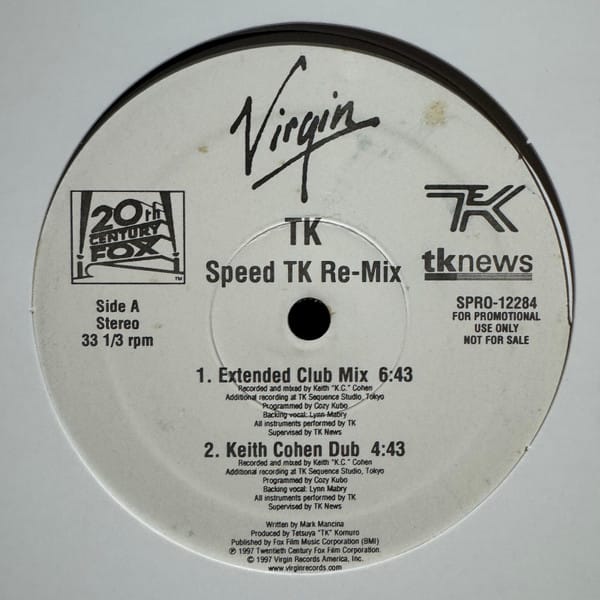 Virgin
20th
CENTURY
FOX
TM
TK
tknews
TK
Speed TK Re-Mix
Side A
Stereo
33 1/3 rpm
SPRO-12284
FOR PROMOTIONAL
USE ONLY
NOT FOR SALE
1. Extended Club Mix 6:43
Recorded and mixed by Keith "K.C." Cohen
Additional recording at TK Sequence Studio, Tokyo
Programmed by Cozy Kubo
Backing vocal: Lynn Mabry
All instruments performed by TK
Supervised by TK News
2. Keith Cohen Dub 4:43
Recorded and mixed by Keith "K.C." Cohen
Additional recording at TK Sequence Studio, Tokyo
Programmed by Cozy Kubo
Backing vocal: Lynn Mabry
All instruments performed by TK
Supervised by TK News
Written by Mark Mancina
Produced by Tetsuya "TK" Komuro
Published by Fox Film Music Corporation (BMI)
℗ 1997 Twentieth Century Fox Film Corporation.
© 1997 Virgin Records America, Inc.
www.virginrecords.com